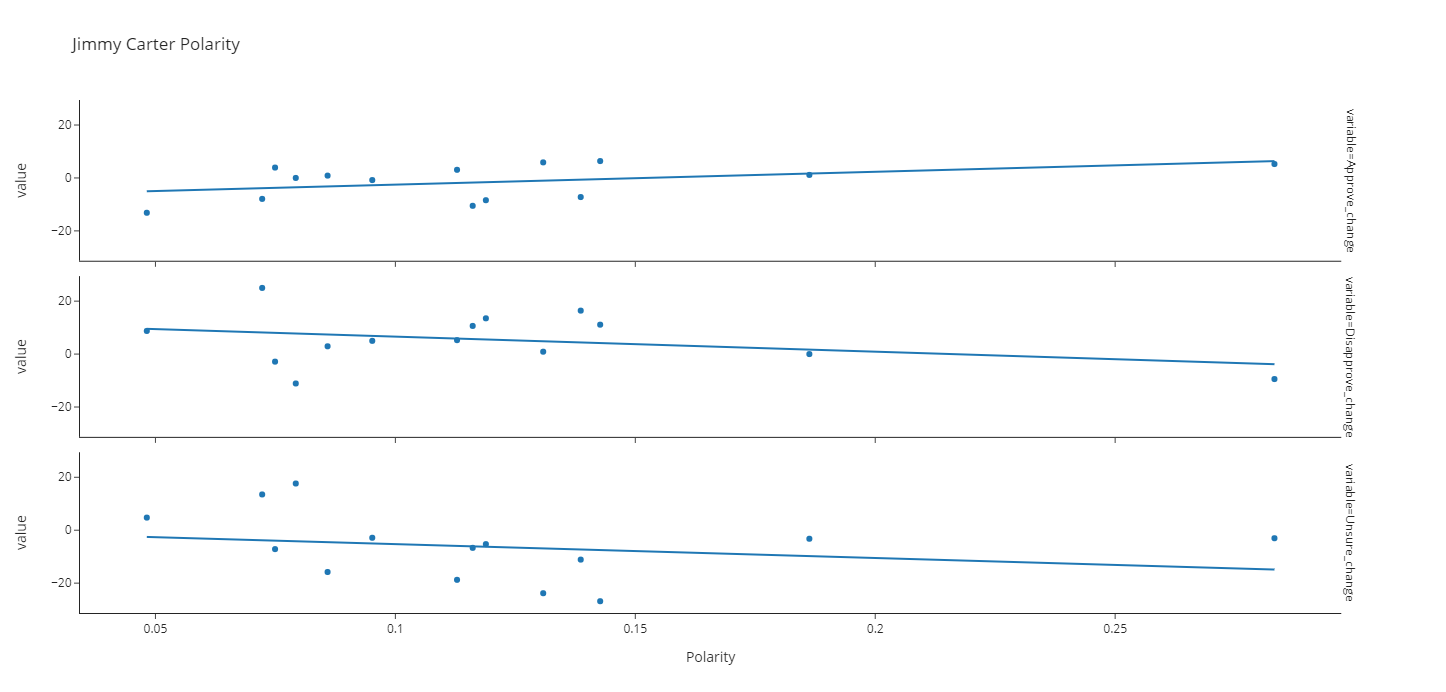 Jimmy Carter Polarity
20
0
−20
value
variable=Approve_change
20
0
−20
value
variable=Disapprove_change
20
0
−20
value
variable=Unsure_change
0.05
0.1
0.15
0.2
0.25
Polarity